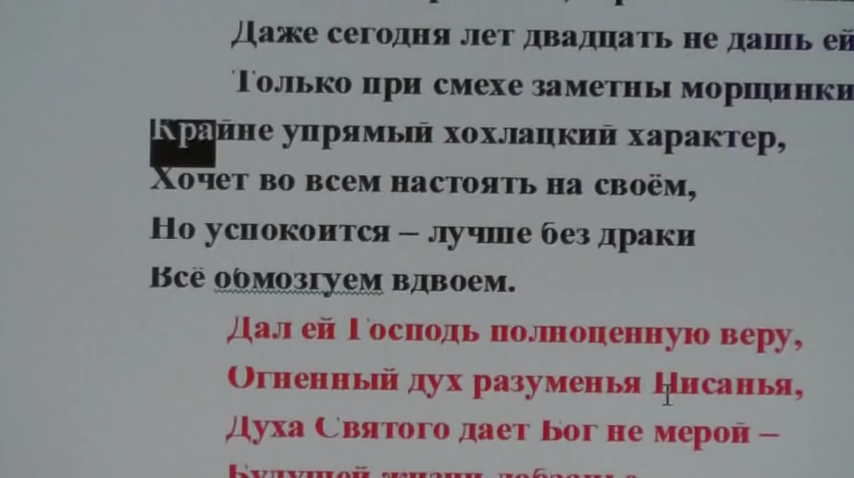 Даже сегодня лет двадцать не дашь ей
Только при смехе заметны морщинки
Крайне упрямый хохлацкий характер,
Хочет во всем настоять на своём,
Но успокоится – лучше без драки
Всё обмозгуем вдвоем.
Дал ей Господь полноценную веру,
Огненный дух разуменья Писанья,
Духа Святого дает Бог не мерой –
Будущей жизни